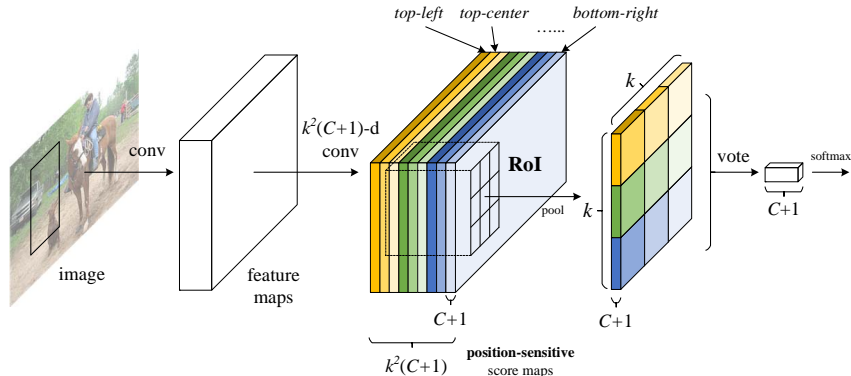 top-left
top-center
......
bottom-right
k
k²(C+1)-d
conv
conv
RoI
vote
softmax
pool
k
C+1
image
feature
maps
C+1
C+1
k²(C+1)
position-sensitive
score maps